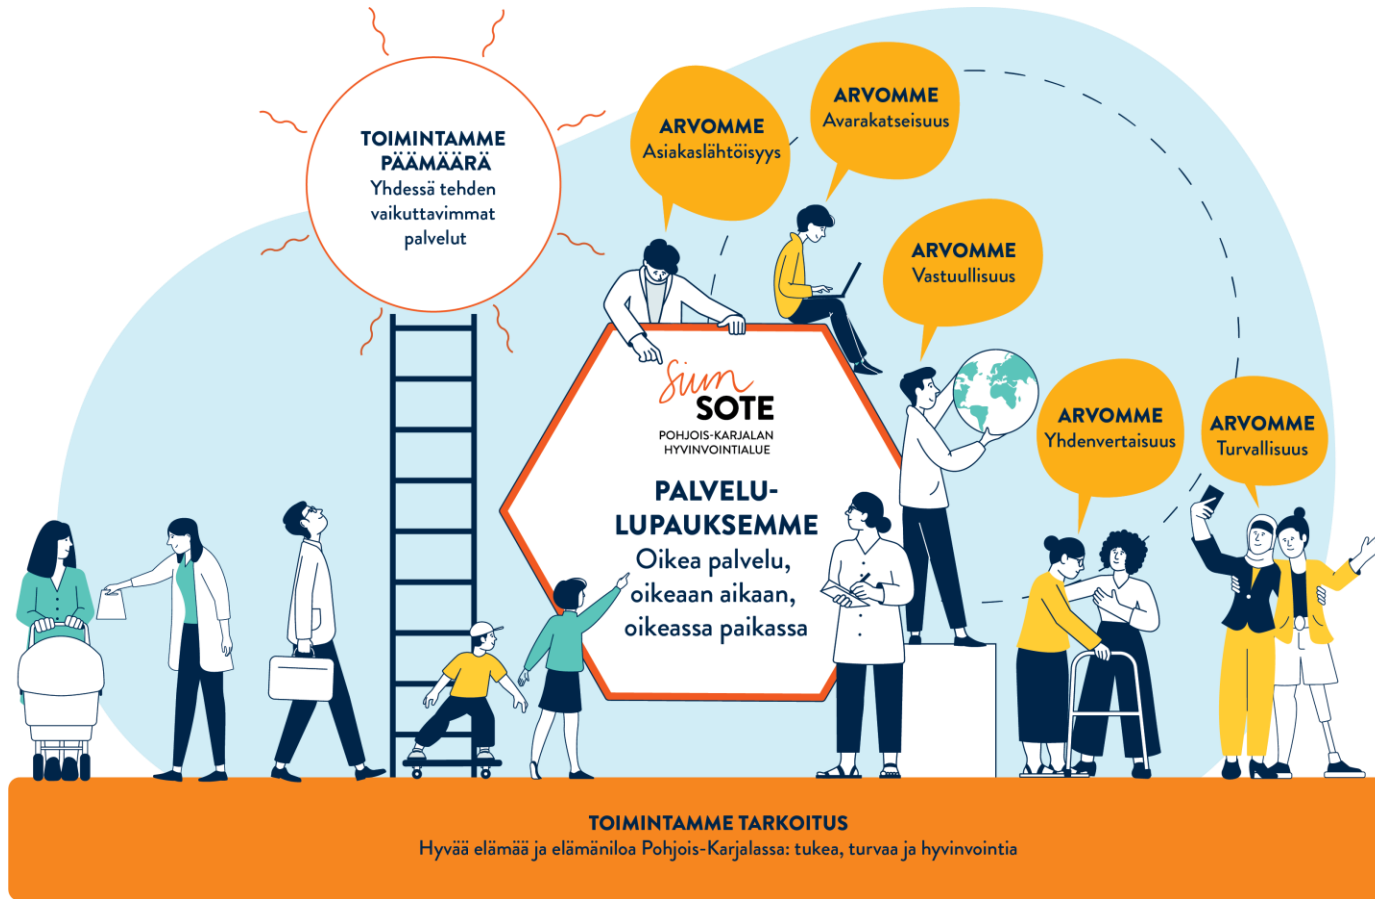 TOIMINTAMME
PÄÄMÄÄRÄ
Yhdessä tehden
vaikuttavimmat
palvelut
ARVOMME
Asiakaslähtöisyys
ARVOMME
Avarakatseisuus
ARVOMME
Vastuullisuus
ARVOMME
Yhdenvertaisuus
ARVOMME
Turvallisuus
Siun
SOTE
POHJOIS-KARJALAN
HYVINVOINTIALUE
PALVELU-
LUPAUKSEMME
Oikea palvelu,
oikeaan aikaan,
oikeassa paikassa
TOIMINTAMME TARKOITUS
Hyvää elämää ja elämäniloa Pohjois-Karjalassa: tukea, turvaa ja hyvinvointia